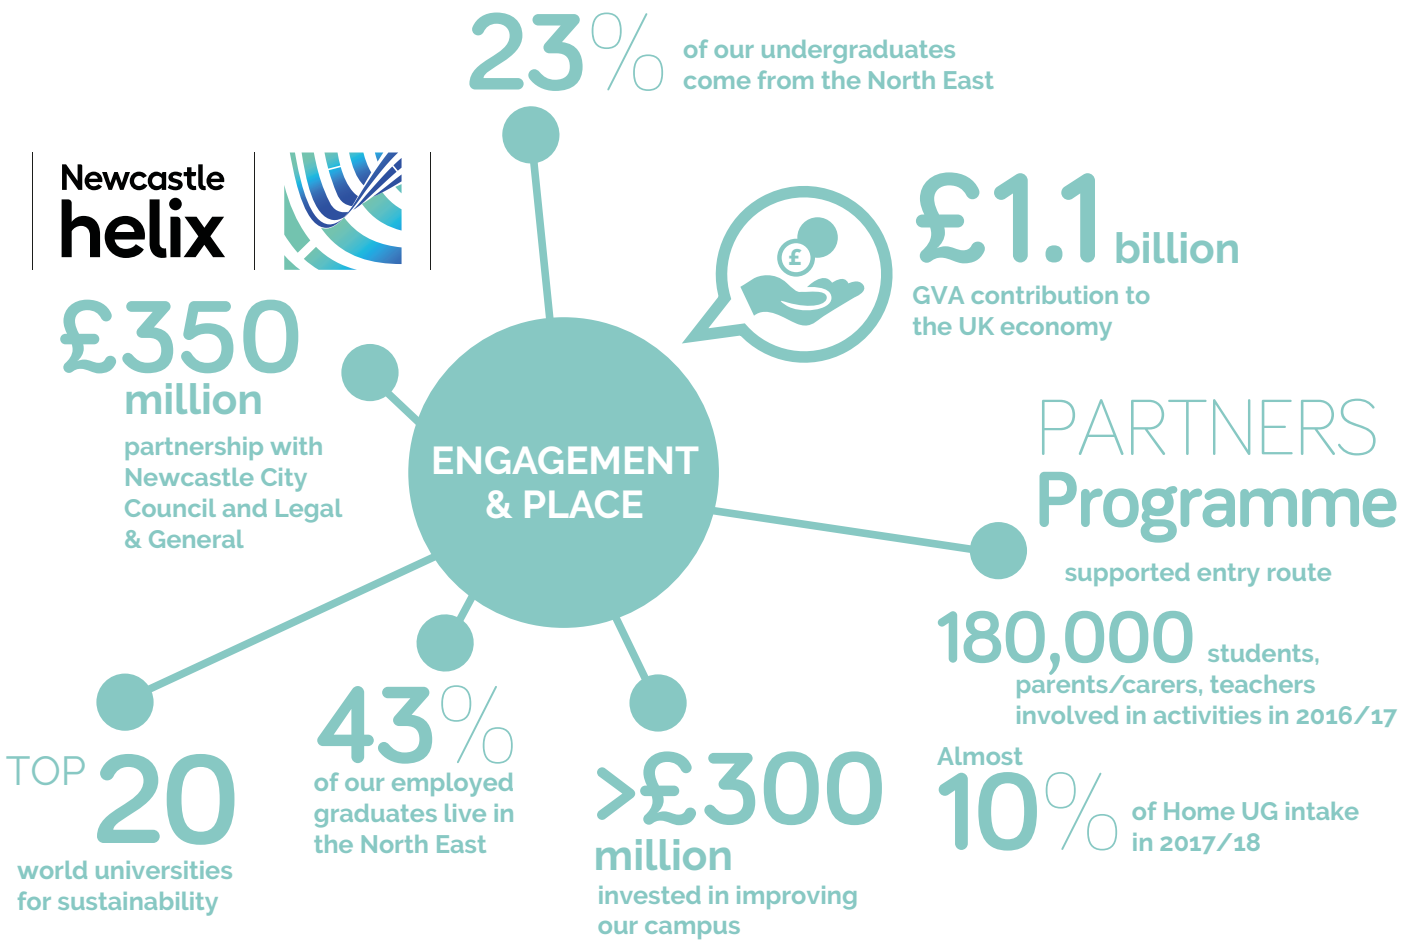 23%
of our undergraduates
come from the North East
Newcastle
helix
£350
million
partnership with
Newcastle City
Council and Legal
& General
£
£1.1 billion
GVA contribution to
the UK economy
ENGAGEMENT
& PLACE
PARTNERS
Programme
supported entry route
180,000 students,
parents/carers, teachers
involved in activities in 2016/17
Almost
10%
of Home UG intake
in 2017/18
TOP 20
world universities
for sustainability
43%
of our employed
graduates live in
the North East
>£300
million
invested in improving
our campus